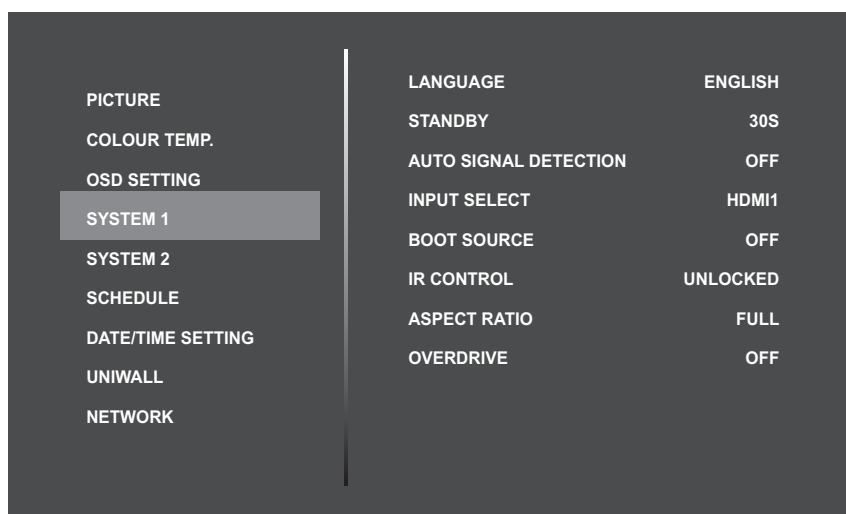 PICTURE
COLOUR TEMP.
OSD SETTING
SYSTEM 1
SYSTEM 2
SCHEDULE
DATE/TIME SETTING
UNIWALL
NETWORK
LANGUAGE ENGLISH
STANDBY 30S
AUTO SIGNAL DETECTION OFF
INPUT SELECT HDMI1
BOOT SOURCE OFF
IR CONTROL UNLOCKED
ASPECT RATIO FULL
OVERDRIVE OFF